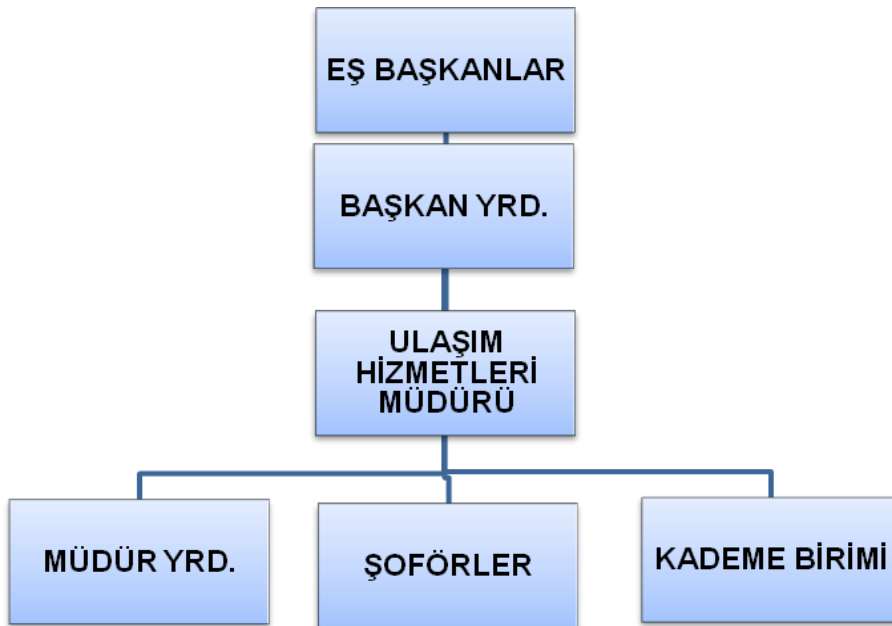 EŞ BAŞKANLAR
BAŞKAN YRD.
ULAŞIM
HİZMETLERİ
MÜDÜRÜ
MÜDÜR YRD.
ŞOFÖRLER
KADEME BİRİMİ